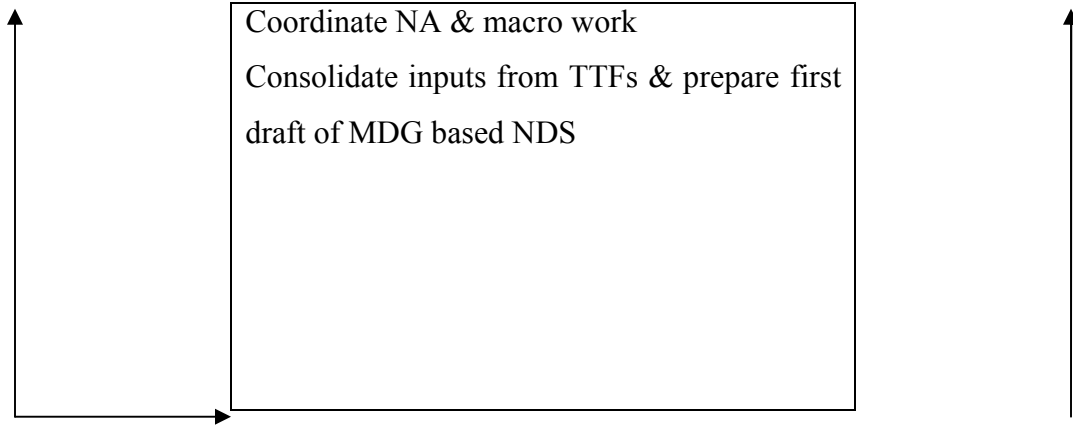 Coordinate NA & macro work
Consolidate inputs from TTFs & prepare first
draft of MDG based NDS